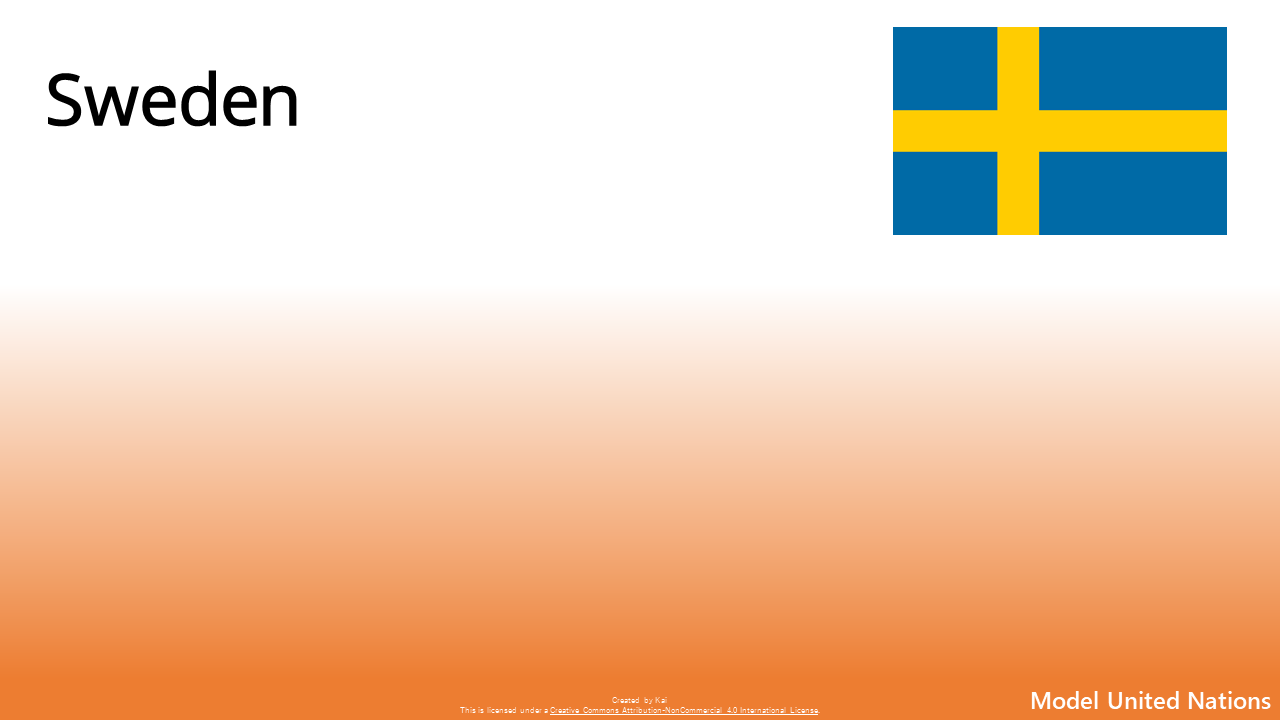 Sweden
Created by Kai
This is licensed under a Creative Commons Attribution-NonCommercial 4.0 International License.
Model United Nations